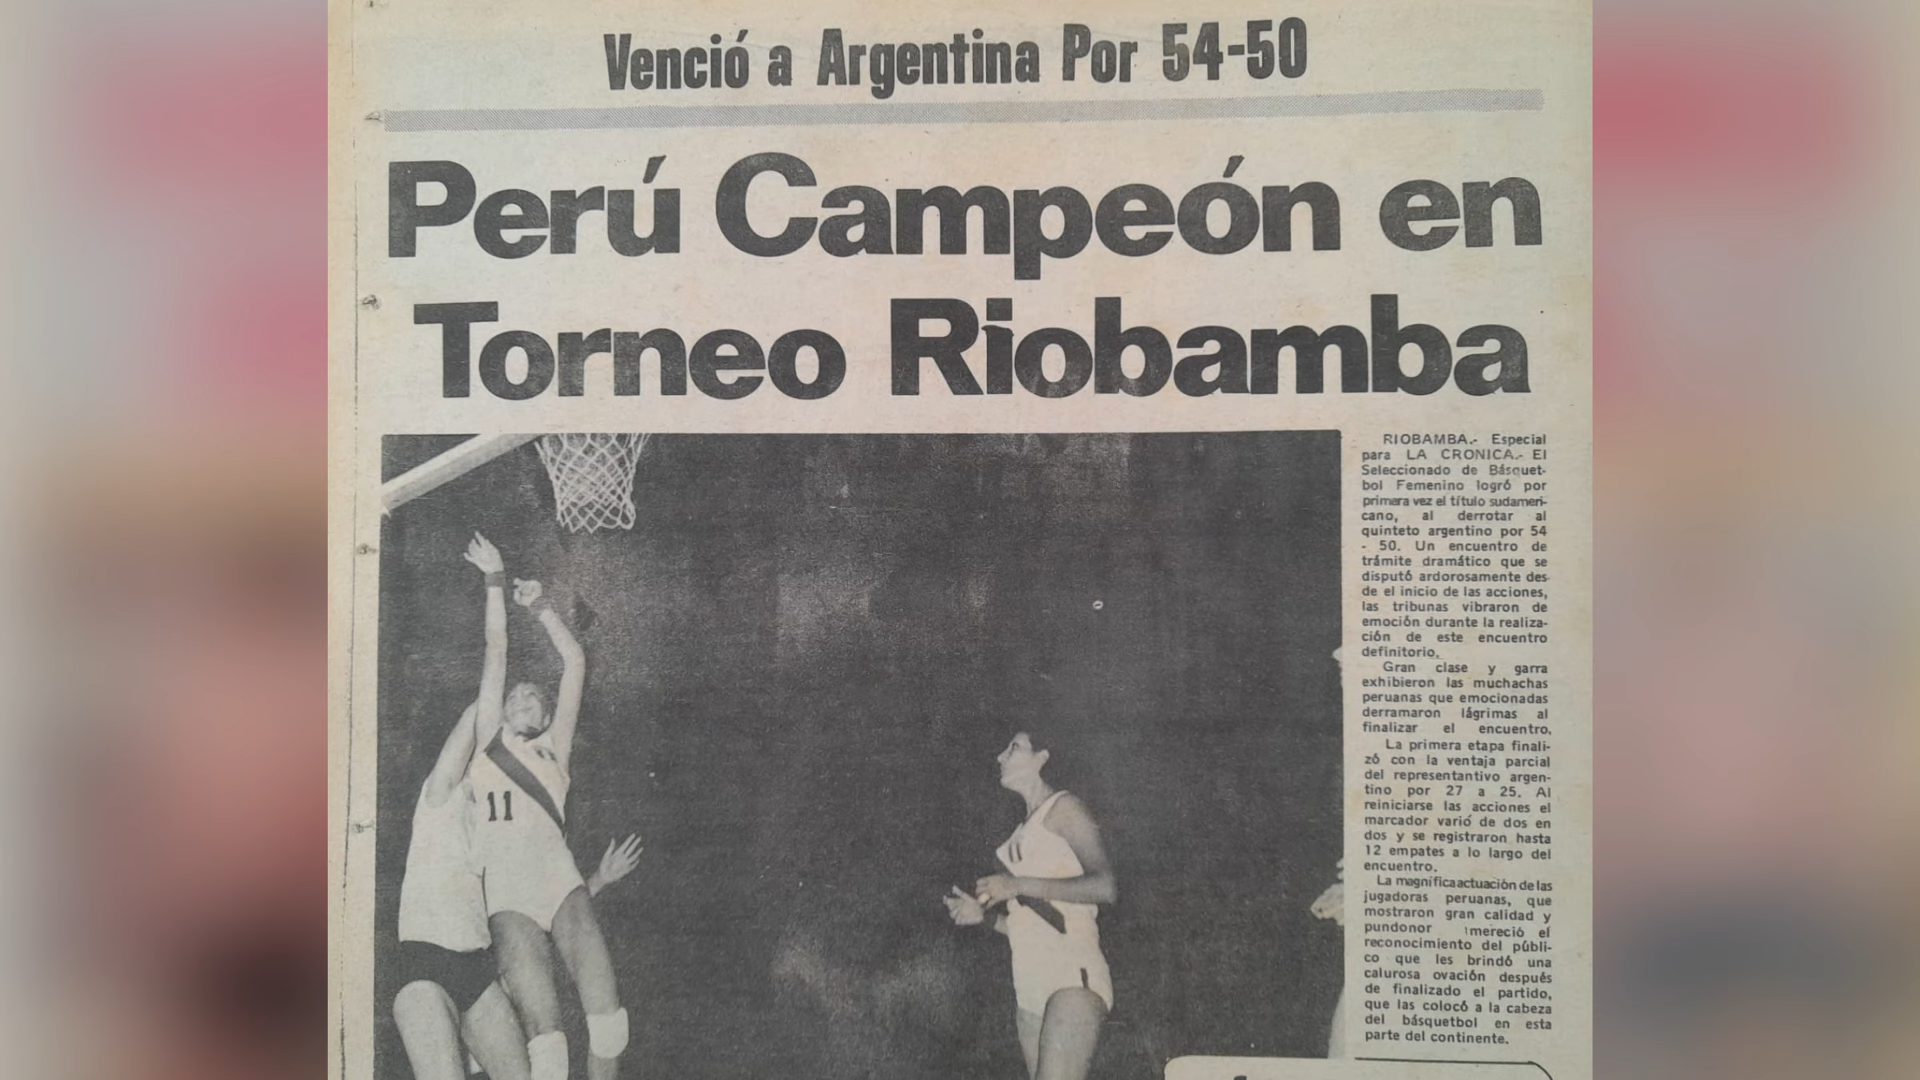 Venció a Argentina Por 54-50
Perú Campeón en
Torneo Riobamba
RIOBAMBA.- Especial
para LA CRONICA.- El
Seleccionado de Básquet-
bol Femenino logró por
primera vez el título sudameri-
cano, al derrotar al
quinteto argentino por 54
- 50. Un encuentro de
trámite dramático que se
disputó ardorosamente des-
de el inicio de las acciones,
las tribunas vibraron de
emoción durante la realiza-
ción de este encuentro
definitorio.
Gran clase y garra
exhibieron las muchachas
peruanas que emocionadas
derramaron lágrimas al
finalizar el encuentro.
La primera etapa finali-
zó con la ventaja parcial
del representantivo argen-
tino por 27 a 25. Al
reiniciarse las acciones el
marcador varió de dos en
dos y se registraron hasta
12 empates a lo largo del
encuentro.
La magnífica actuación de las
jugadoras peruanas, que
mostraron gran calidad y
pundonor mereció el
reconocimiento del públi-
co que les brindó una
calurosa ovación después
de finalizado el partido,
que las colocó a la cabeza
del básquetbol en esta
parte del continente.
11